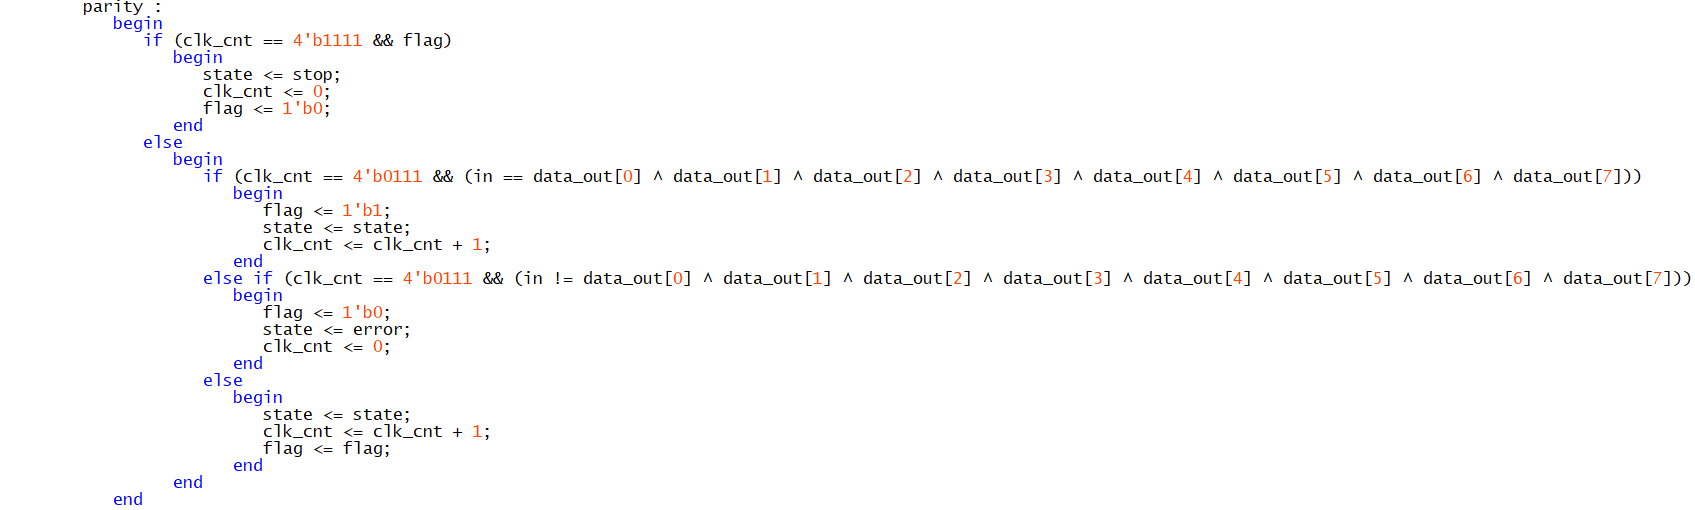 parity :
begin
if (clk_cnt == 4'b1111 && flag)
begin
state <= stop;
clk_cnt <= 0;
flag <= 1'b0;
end
else
begin
if (clk_cnt == 4'b0111 && (in == data_out[0] ^ data_out[1] ^ data_out[2] ^ data_out[3] ^ data_out[4] ^ data_out[5] ^ data_out[6] ^ data_out[7]))
begin
flag <= 1'b1;
state <= state;
clk_cnt <= clk_cnt + 1;
end
else if (clk_cnt == 4'b0111 && (in != data_out[0] ^ data_out[1] ^ data_out[2] ^ data_out[3] ^ data_out[4] ^ data_out[5] ^ data_out[6] ^ data_out[7]))
begin
flag <= 1'b0;
state <= error;
clk_cnt <= 0;
end
else
begin
state <= state;
clk_cnt <= clk_cnt + 1;
flag <= flag;
end
end
end